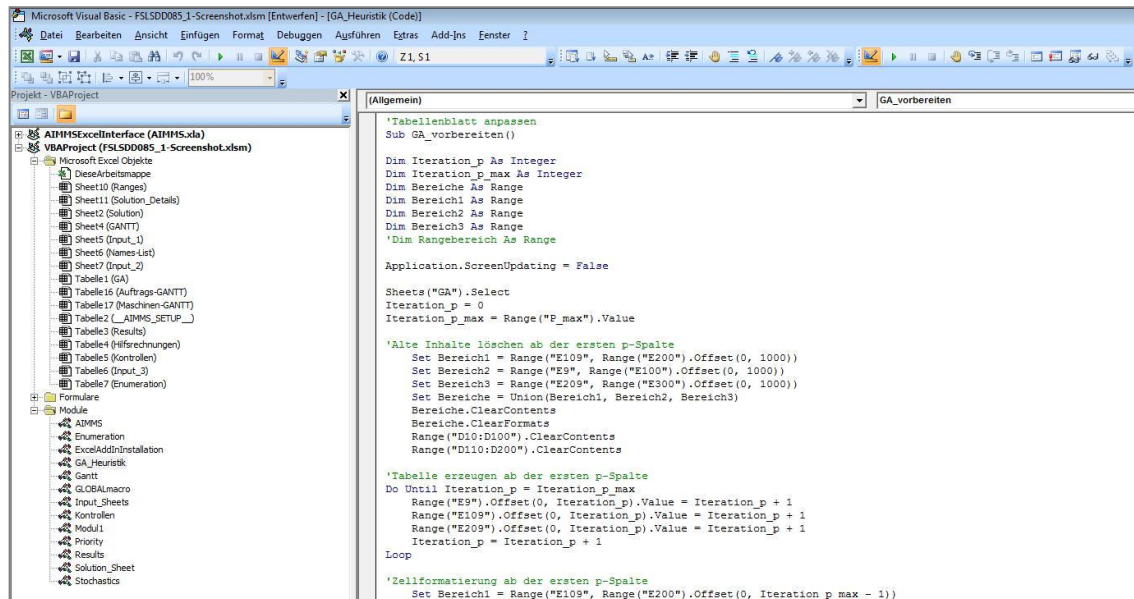 Microsoft Visual Basic - FSLSDD085_1-Screenshot.xlsm [Entwerfen] - [GA_Heuristik (Code)]
Datei Bearbeiten Ansicht Einfügen Format Debuggen Ausführen Extras Add-Ins Fenster ?
Z1, S1
100%
Projekt - VBAProject
AIMMSExcelInterface (AIMMS.xla)
VBAProject (FSLSDD085_1-Screenshot.xlsm)
Microsoft Excel Objekte
DieseArbeitsmappe
Sheet10 (Ranges)
Sheet11 (Solution_Details)
Sheet2 (Solution)
Sheet4 (GANTT)
Sheet5 (Input_1)
Sheet6 (Names-List)
Sheet7 (Input_2)
Tabelle1 (GA)
Tabelle16 (Auftrags-GANTT)
Tabelle17 (Maschinen-GANTT)
Tabelle2 (__AIMMS_SETUP__)
Tabelle3 (Results)
Tabelle4 (Hilfsrechnungen)
Tabelle5 (Kontrollen)
Tabelle6 (Input_3)
Tabelle7 (Enumeration)
Formulare
Module
AIMMS
Enumeration
ExcelAddInInstallation
GA_Heuristik
Gantt
GLOBALmacro
Input_Sheets
Kontrollen
Modul1
Priority
Results
Solution_Sheet
Stochastics
(Allgemein)
GA_vorbereiten
'Tabellenblatt anpassen
Sub GA_vorbereiten()
Dim Iteration_p As Integer
Dim Iteration_p_max As Integer
Dim Bereiche As Range
Dim Bereich1 As Range
Dim Bereich2 As Range
Dim Bereich3 As Range
'Dim Rangebereich As Range
Application.ScreenUpdating = False
Sheets("GA").Select
Iteration_p = 0
Iteration_p_max = Range("P_max").Value
'Alte Inhalte löschen ab der ersten p-Spalte
Set Bereich1 = Range("E109", Range("E200").Offset(0, 1000))
Set Bereich2 = Range("E9", Range("E100").Offset(0, 1000))
Set Bereich3 = Range("E209", Range("E300").Offset(0, 1000))
Set Bereiche = Union(Bereich1, Bereich2, Bereich3)
Bereiche.ClearContents
Bereiche.ClearFormats
Range("D10:D100").ClearContents
Range("D110:D200").ClearContents
'Tabelle erzeugen ab der ersten p-Spalte
Do Until Iteration_p = Iteration_p_max
Range("E9").Offset(0, Iteration_p).Value = Iteration_p + 1
Range("E109").Offset(0, Iteration_p).Value = Iteration_p + 1
Range("E209").Offset(0, Iteration_p).Value = Iteration_p + 1
Iteration_p = Iteration_p + 1
Loop
'Zellformatierung ab der ersten p-Spalte
Set Bereich1 = Range("E109", Range("E200").Offset(0, Iteration_p_max - 1))